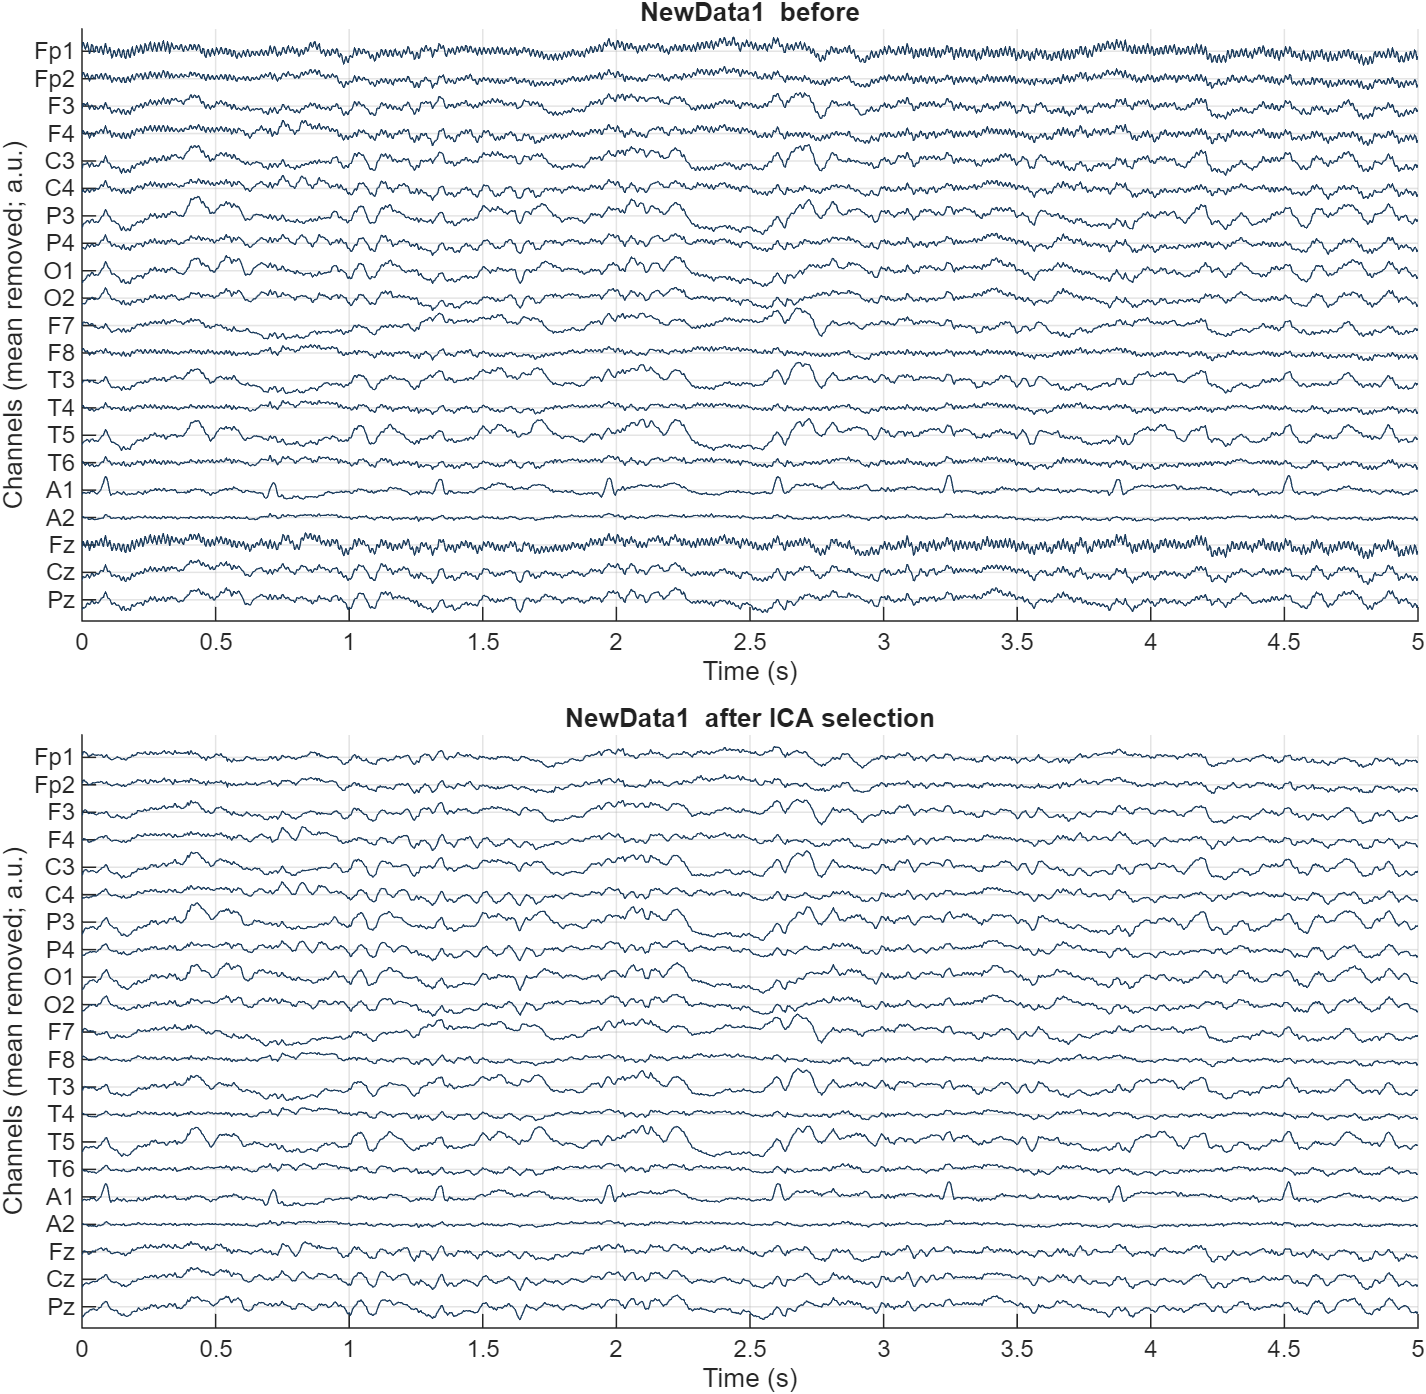 NewData1 before
Fp1
Fp2
F3
F4
C3
C4
P3
P4
O1
O2
F7
F8
T3
T4
T5
T6
A1
A2
Fz
Cz
Pz
Channels (mean removed; a.u.)
0 0.5 1 1.5 2 2.5 3 3.5 4 4.5 5
Time (s)
NewData1 after ICA selection
Fp1
Fp2
F3
F4
C3
C4
P3
P4
O1
O2
F7
F8
T3
T4
T5
T6
A1
A2
Fz
Cz
Pz
Channels (mean removed; a.u.)
0 0.5 1 1.5 2 2.5 3 3.5 4 4.5 5
Time (s)